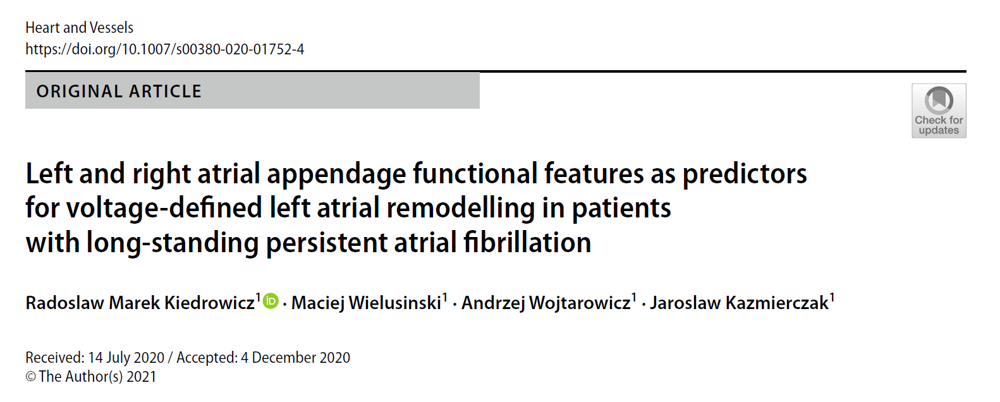 Heart and Vessels
https://doi.org/10.1007/s00380-020-01752-4
ORIGINAL ARTICLE
Check for
updates
Left and right atrial appendage functional features as predictors
for voltage-defined left atrial remodelling in patients
with long-standing persistent atrial fibrillation
Radoslaw Marek Kiedrowicz¹ iD · Maciej Wielusinski¹ · Andrzej Wojtarowicz¹ · Jaroslaw Kazmierczak¹
Received: 14 July 2020 / Accepted: 4 December 2020
© The Author(s) 2021